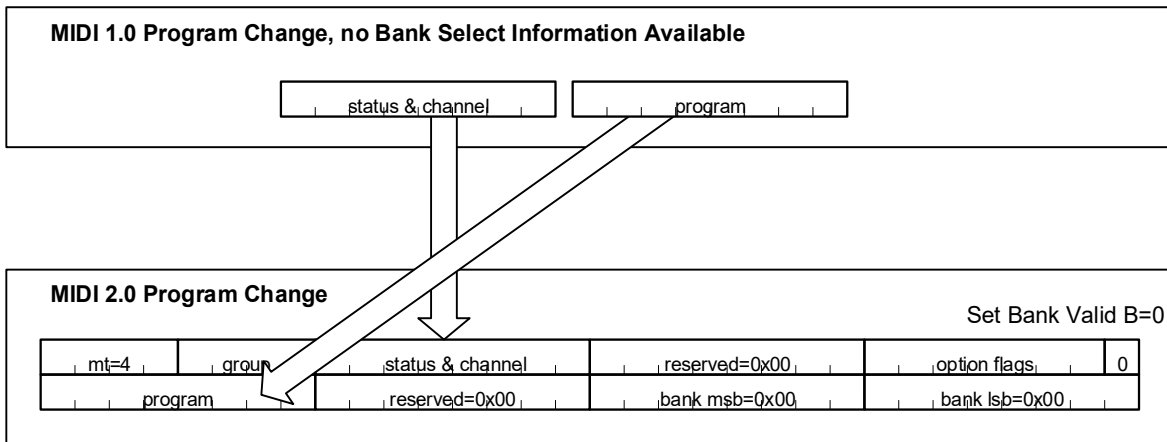 MIDI 1.0 Program Change, no Bank Select Information Available
status & channel program
MIDI 2.0 Program Change
Set Bank Valid B=0
mt=4 group status & channel reserved=0x00 option flags 0
program reserved=0x00 bank msb=0x00 bank lsb=0x00